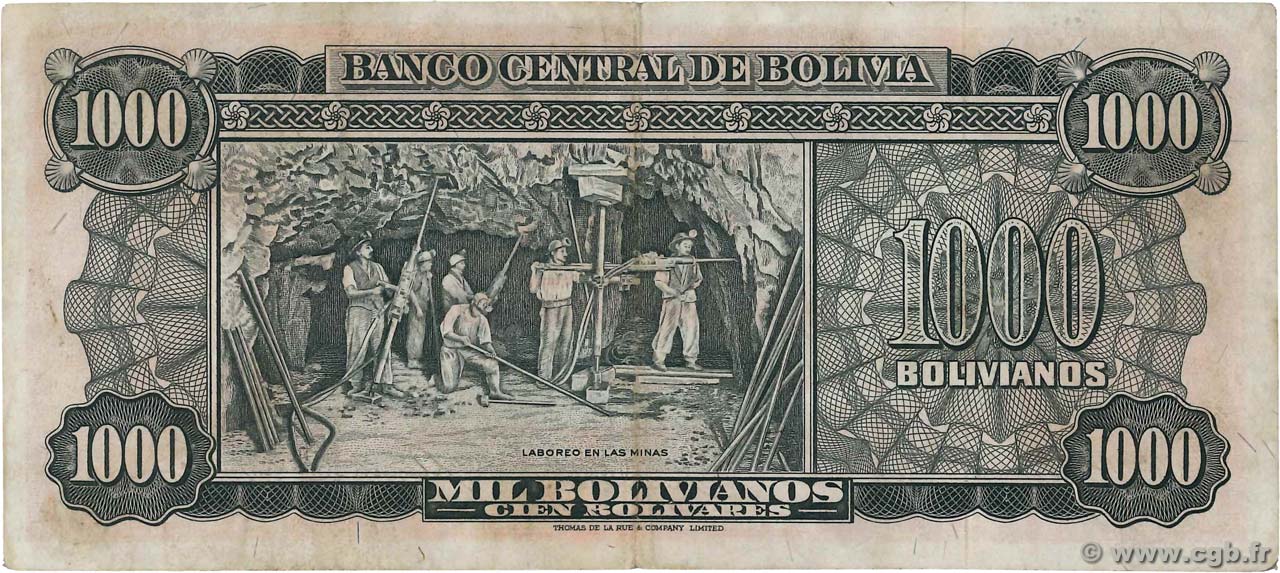 BANCO CENTRAL DE BOLIVIA
1000
1000
1000
BOLIVIANOS
LABOREO EN LAS MINAS
1000
1000
MIL BOLIVIANOS
CIEN BOLIVARES
THOMAS DE LA RUE & COMPANY LIMITED
© www.cgb.fr